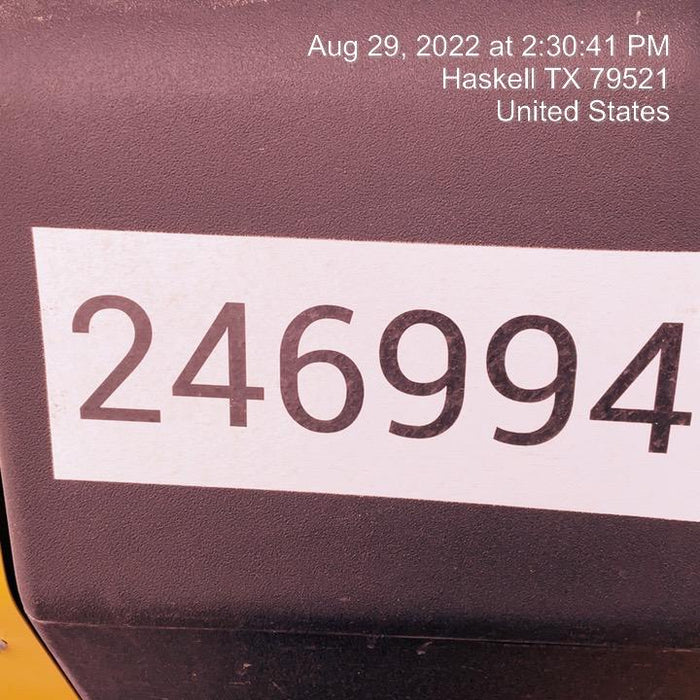 Aug 29, 2022 at 2:30:41 PM
Haskell TX 79521
United States
246994